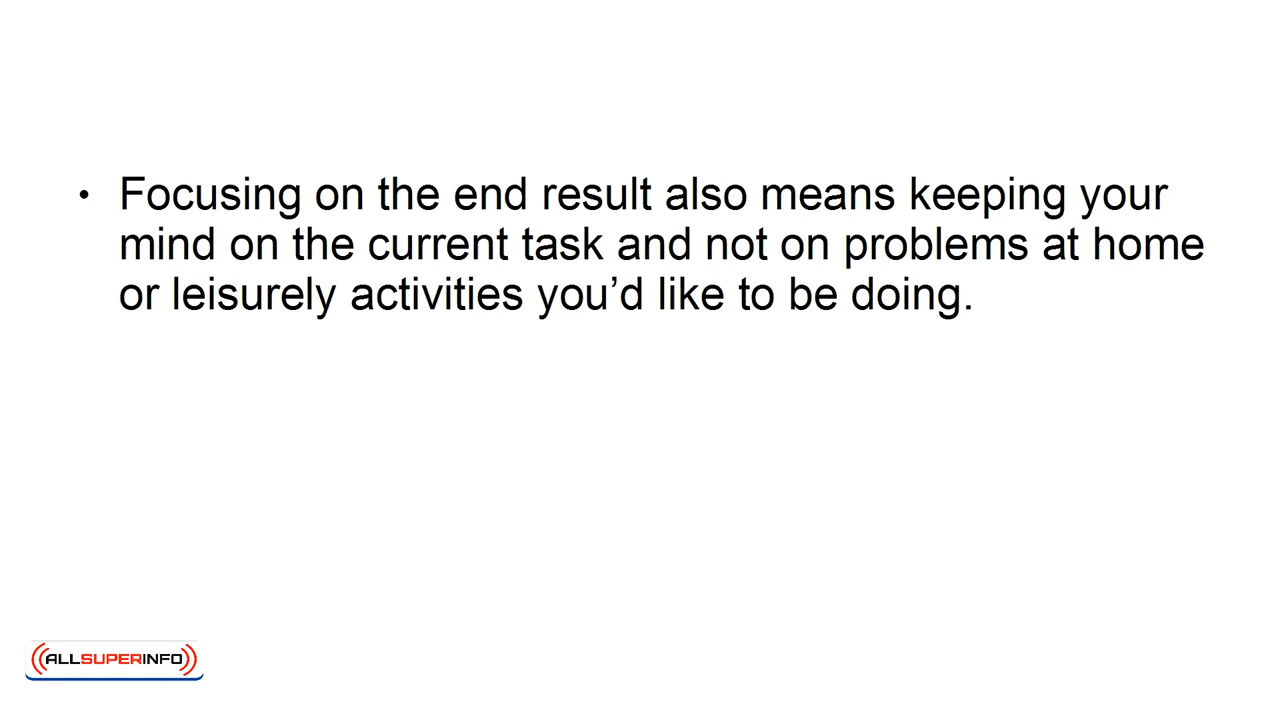 • Focusing on the end result also means keeping your
mind on the current task and not on problems at home
or leisurely activities you’d like to be doing.
ALLSUPERINFO